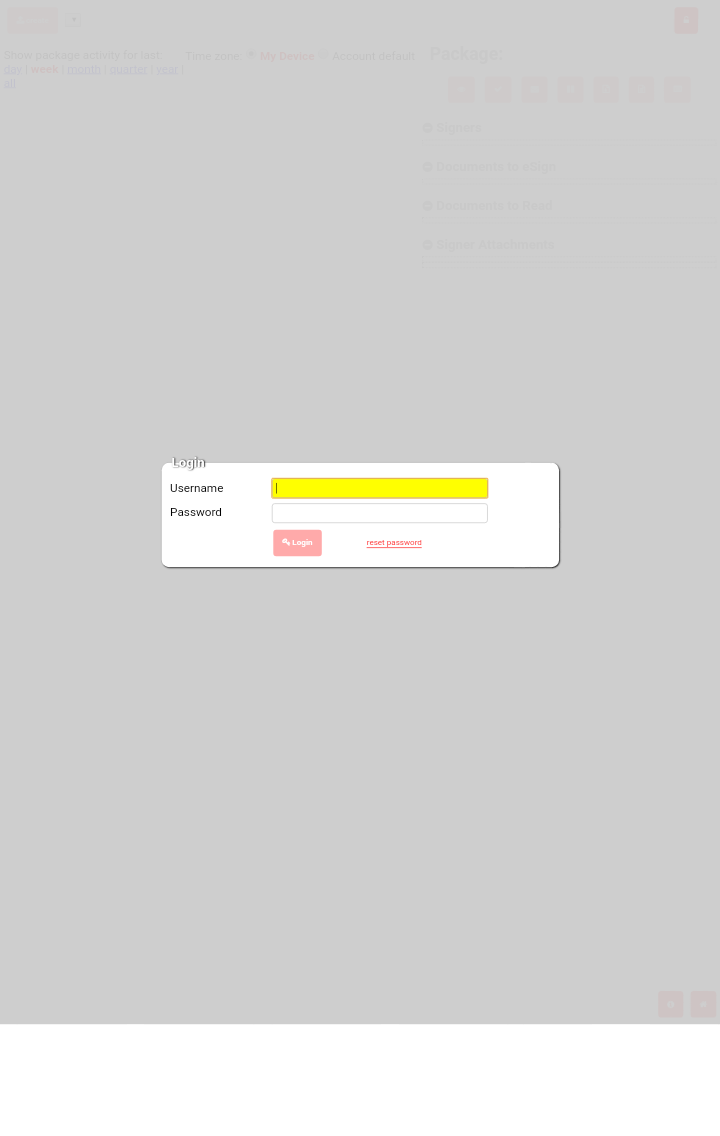 Show package activity for last
day | week | month | quarter | year |
all
Time zone: My Device Account default
Package:
Signers
Documents to eSign
Documents to Read
Signer Attachments
Login
Username
Password
Login
reset password